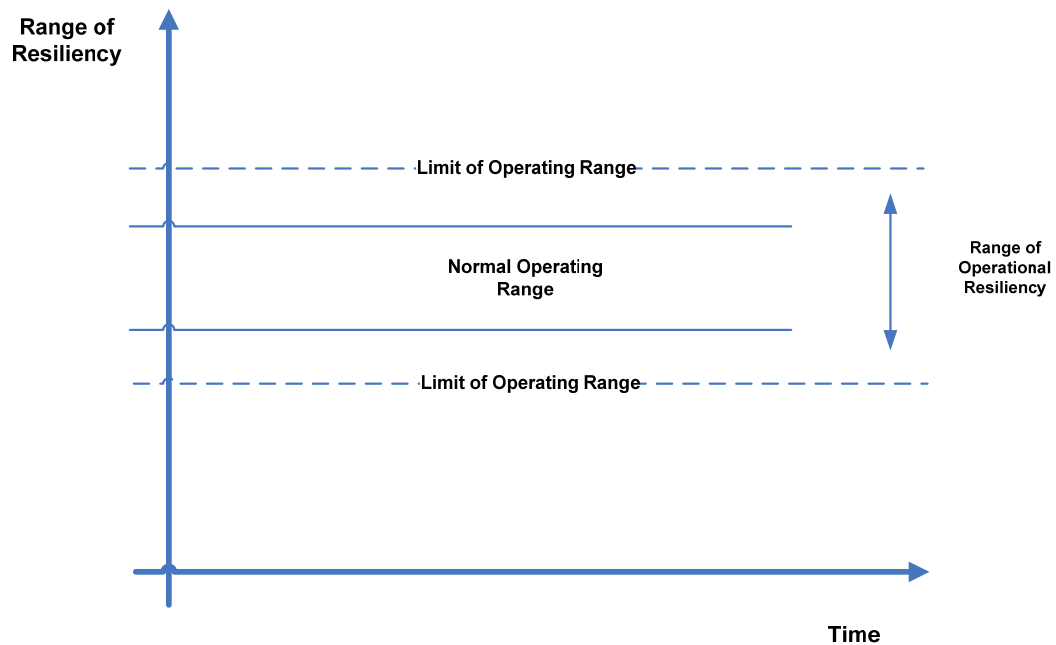 Range of
Resiliency
Limit of Operating Range
Normal Operating
Range
Range of
Operational
Resiliency
Limit of Operating Range
Time